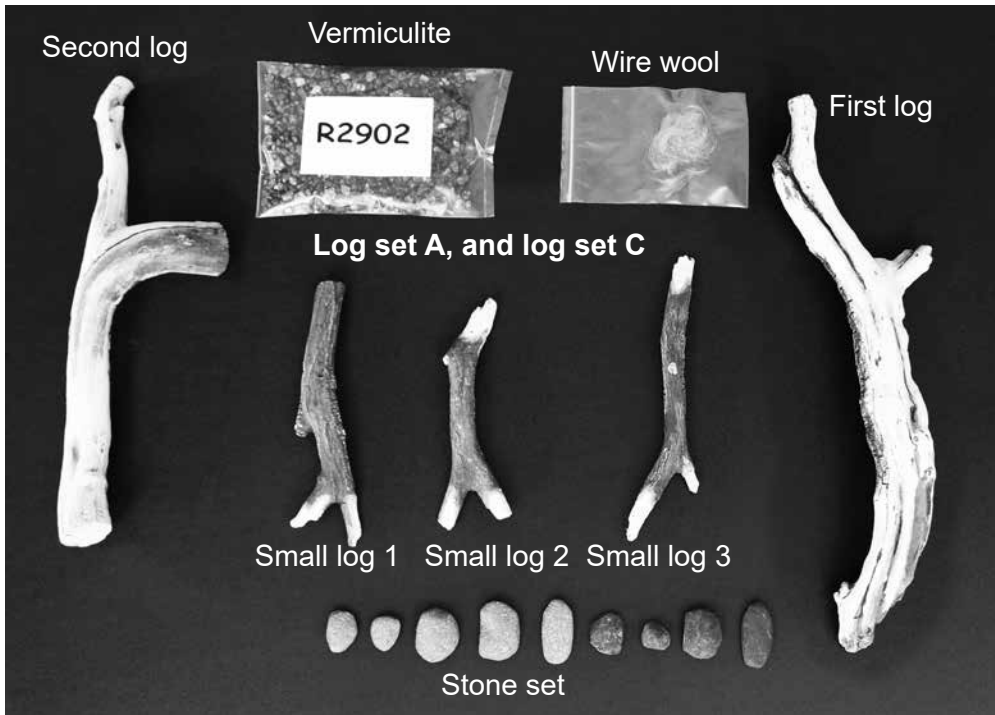 Second log
Vermiculite
Wire wool
First log
R2902
Log set A, and log set C
Small log 1
Small log 2
Small log 3
Stone set